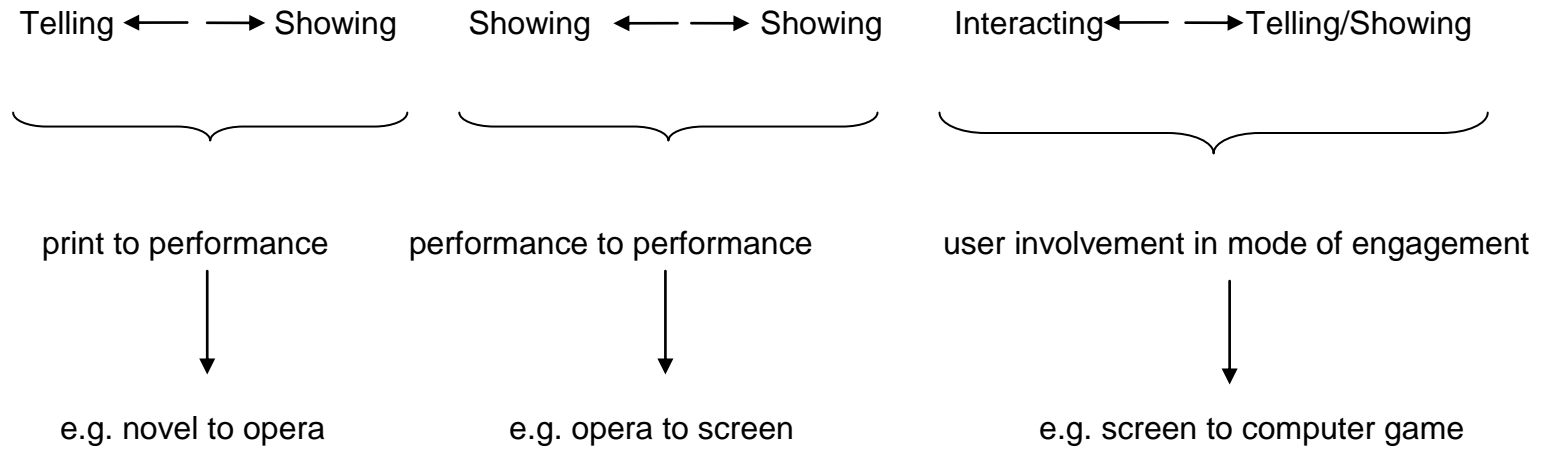 Telling Showing Showing Showing Interacting Telling/Showing
print to performance performance to performance user involvement in mode of engagement
e.g. novel to opera e.g. opera to screen e.g. screen to computer game